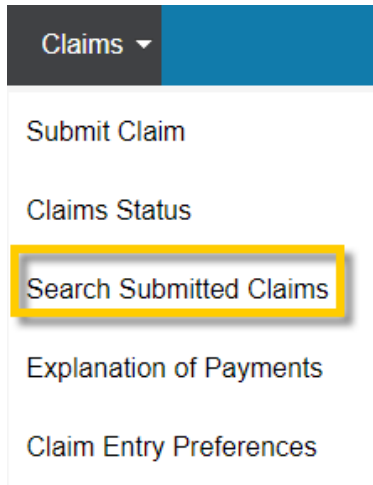 Claims
Submit Claim
Claims Status
Search Submitted Claims
Explanation of Payments
Claim Entry Preferences